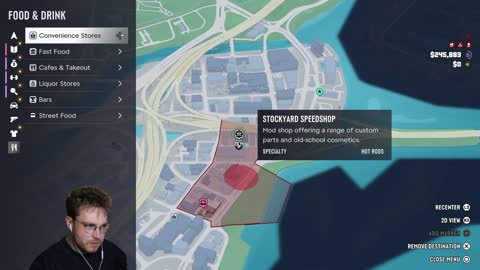 FOOD & DRINK
Convenience Stores
Fast Food
Cafes & Takeout
Liquor Stores
Bars
Street Food
$245,883
$0
STOCKYARD SPEEDSHOP
Mod shop offering a range of custom
parts and old-school cosmetics.
SPECIALTY HOT RODS
RECENTER
2D VIEW
ADD MARKER
REMOVE DESTINATION
CLOSE MENU